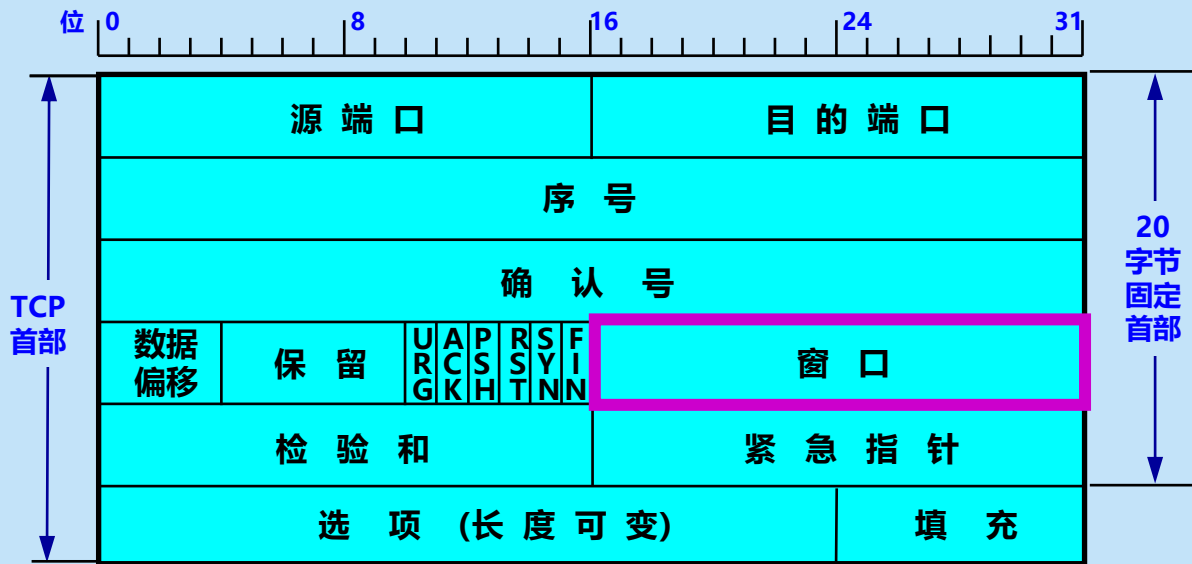 位 0 8 16 24 31
源端口 目的端口
序号
确认号
数据偏移 保留 URG ACK PSH RST SYN FIN 窗口
检验和 紧急指针
选项 (长度可变) 填充
TCP
首部
20
字节
固定
首部